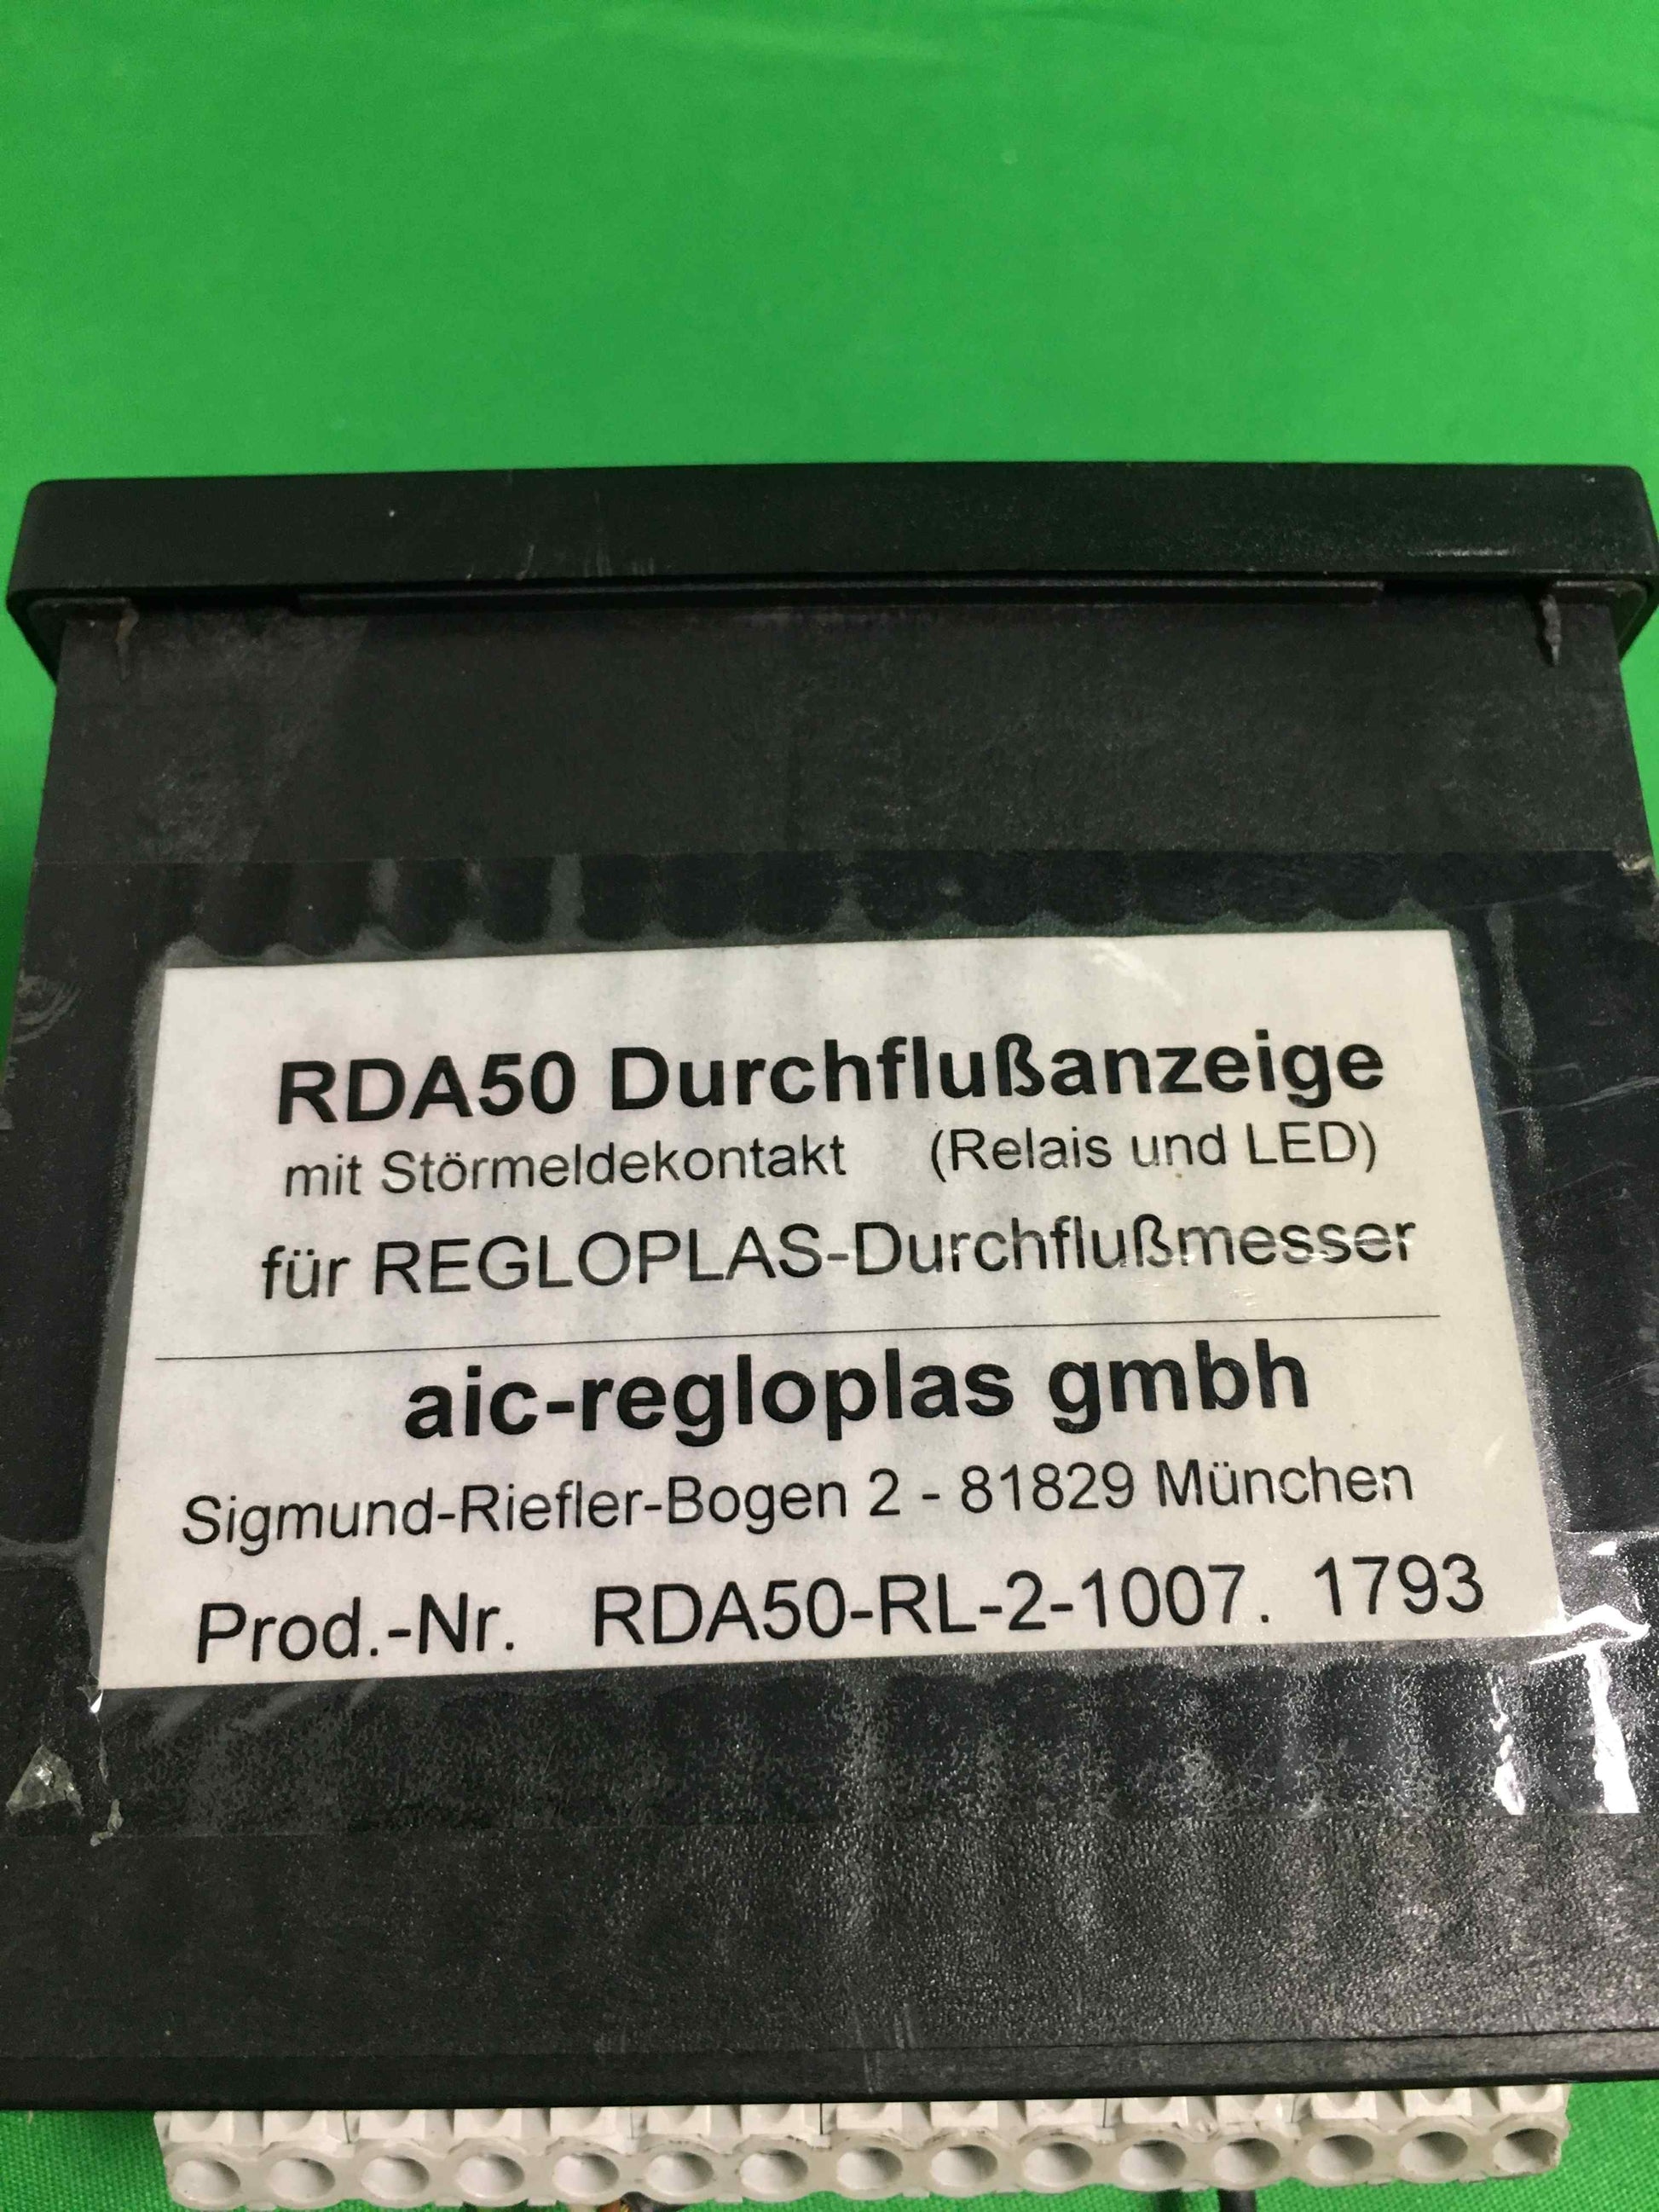 RDA50 Durchflußanzeige
mit Störmeldekontakt (Relais und LED)
für REGLOPLAS-Durchflußmesser
aic-regloplas gmbh
Sigmund-Riefler-Bogen 2 - 81829 München
Prod.-Nr. RDA50-RL-2-1007. 1793